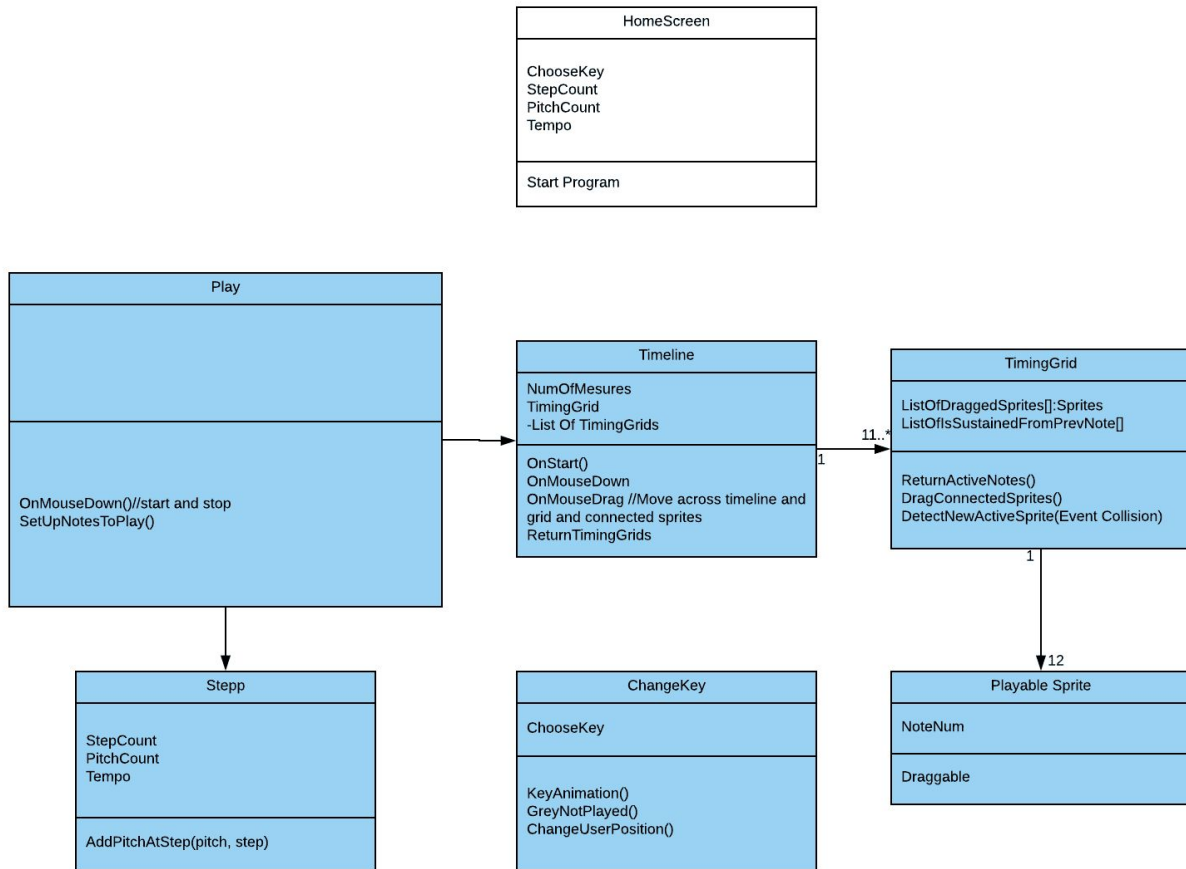 HomeScreen
ChooseKey
StepCount
PitchCount
Tempo
Start Program
Play
OnMouseDown()//start and stop
SetUpNotesToPlay()
Timeline
NumOfMesures
TimingGrid
-List Of TimingGrids
OnStart()
OnMouseDown
OnMouseDrag //Move across timeline and
grid and connected sprites
ReturnTimingGrids
1
11..*
TimingGrid
ListOfDraggedSprites[]:Sprites
ListOfIsSustainedFromPrevNote[]
ReturnActiveNotes()
DragConnectedSprites()
DetectNewActiveSprite(Event Collision)
1
12
Stepp
StepCount
PitchCount
Tempo
AddPitchAtStep(pitch, step)
ChangeKey
ChooseKey
KeyAnimation()
GreyNotPlayed()
ChangeUserPosition()
Playable Sprite
NoteNum
Draggable